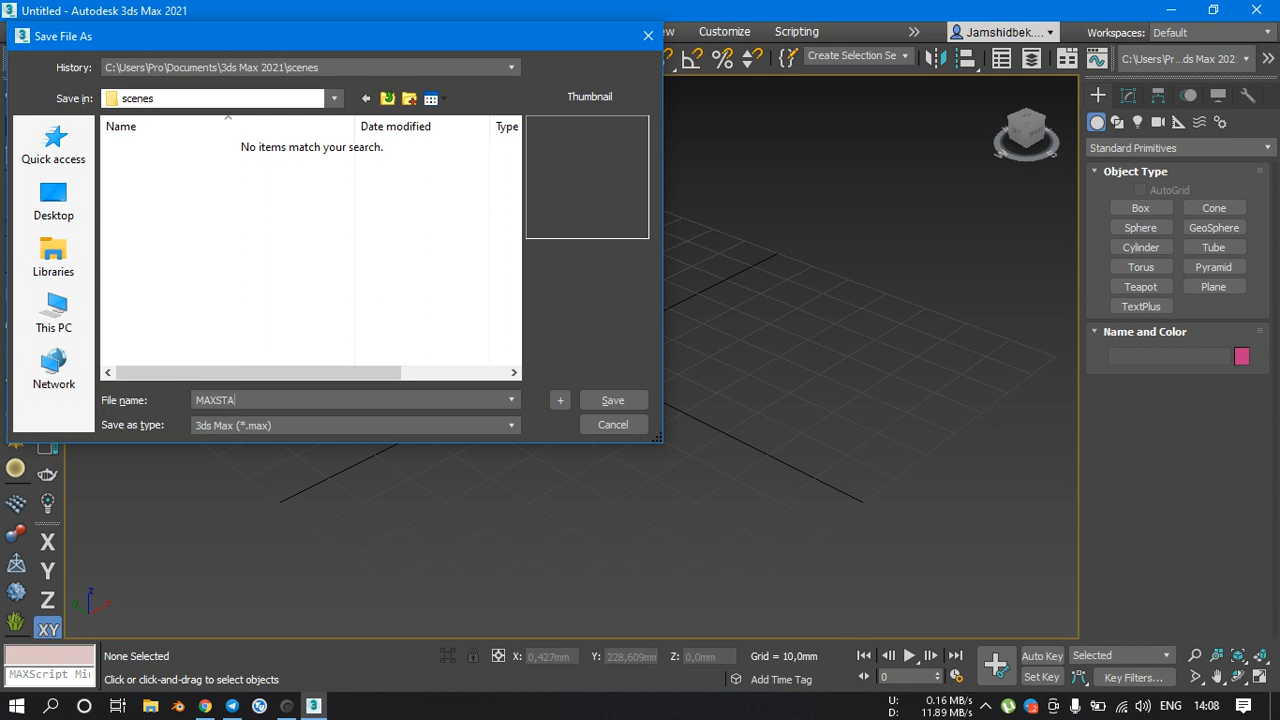 Untitled - Autodesk 3ds Max 2021
Save File As
History: C:\Users\Pro\Documents\3ds Max 2021\scenes
Save in: scenes
Thumbnail
Name Date modified Type
No items match your search.
Quick access
Desktop
Libraries
This PC
Network
File name: MAXSTA
+ Save
Save as type: 3ds Max (*.max)
Cancel
Customize Scripting
Jamshidbek....
Workspaces: Default
Create Selection Se
C:\Users\Pr...ds Max 202
Standard Primitives
Object Type
AutoGrid
Box Cone
Sphere GeoSphere
Cylinder Tube
Torus Pyramid
Teapot Plane
TextPlus
Name and Color
X
Y
Z
XY
z
x
None Selected
X: 0,427mm Y: 228,609mm Z: 0,0mm Grid = 10,0mm
Auto Key Selected
MAXScript Mi
Click or click-and-drag to select objects
Add Time Tag
0
Set Key Key Filters...
U: 0.16 MB/s
D: 11.89 MB/s
ENG 14:08